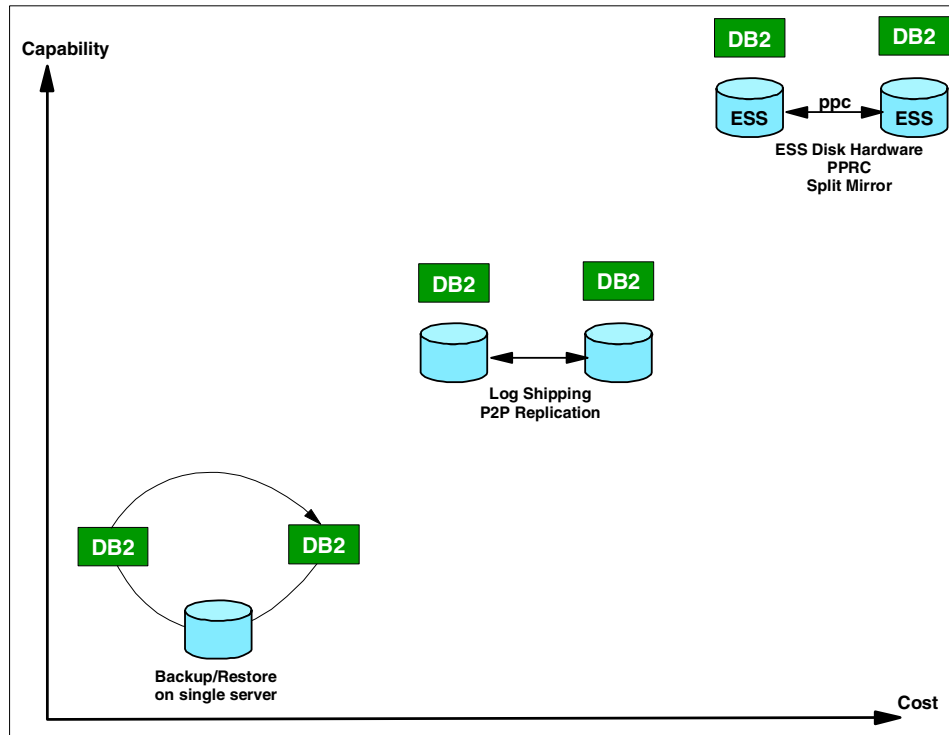 DB2 DB2
Capability
ESS ppc ESS
ESS Disk Hardware
PPRC
Split Mirror
DB2 DB2
Log Shipping
P2P Replication
DB2 DB2
Backup/Restore
on single server
Cost